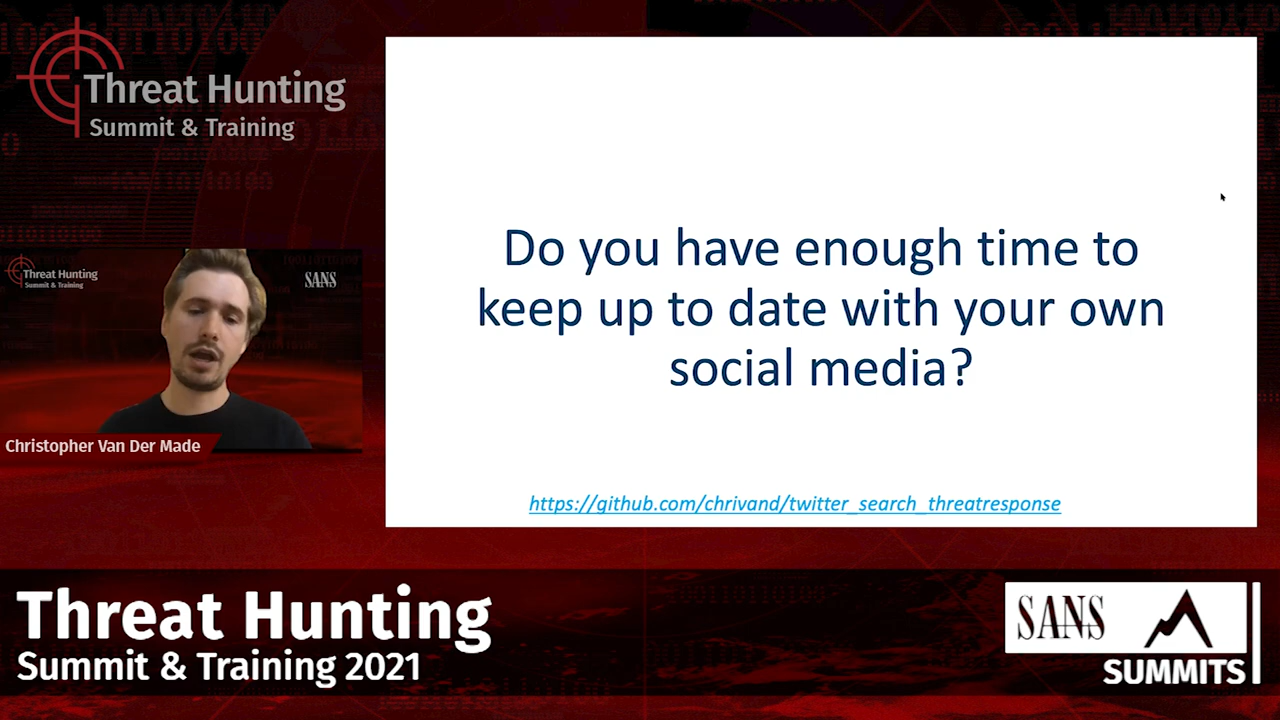 Threat Hunting
Summit & Training
Do you have enough time to
keep up to date with your own
social media?
https://github.com/chrivand/twitter_search_threatresponse
Threat Hunting
Summit & Training
SANS
Christopher Van Der Made
Threat Hunting
Summit & Training 2021
SANS
SUMMITS